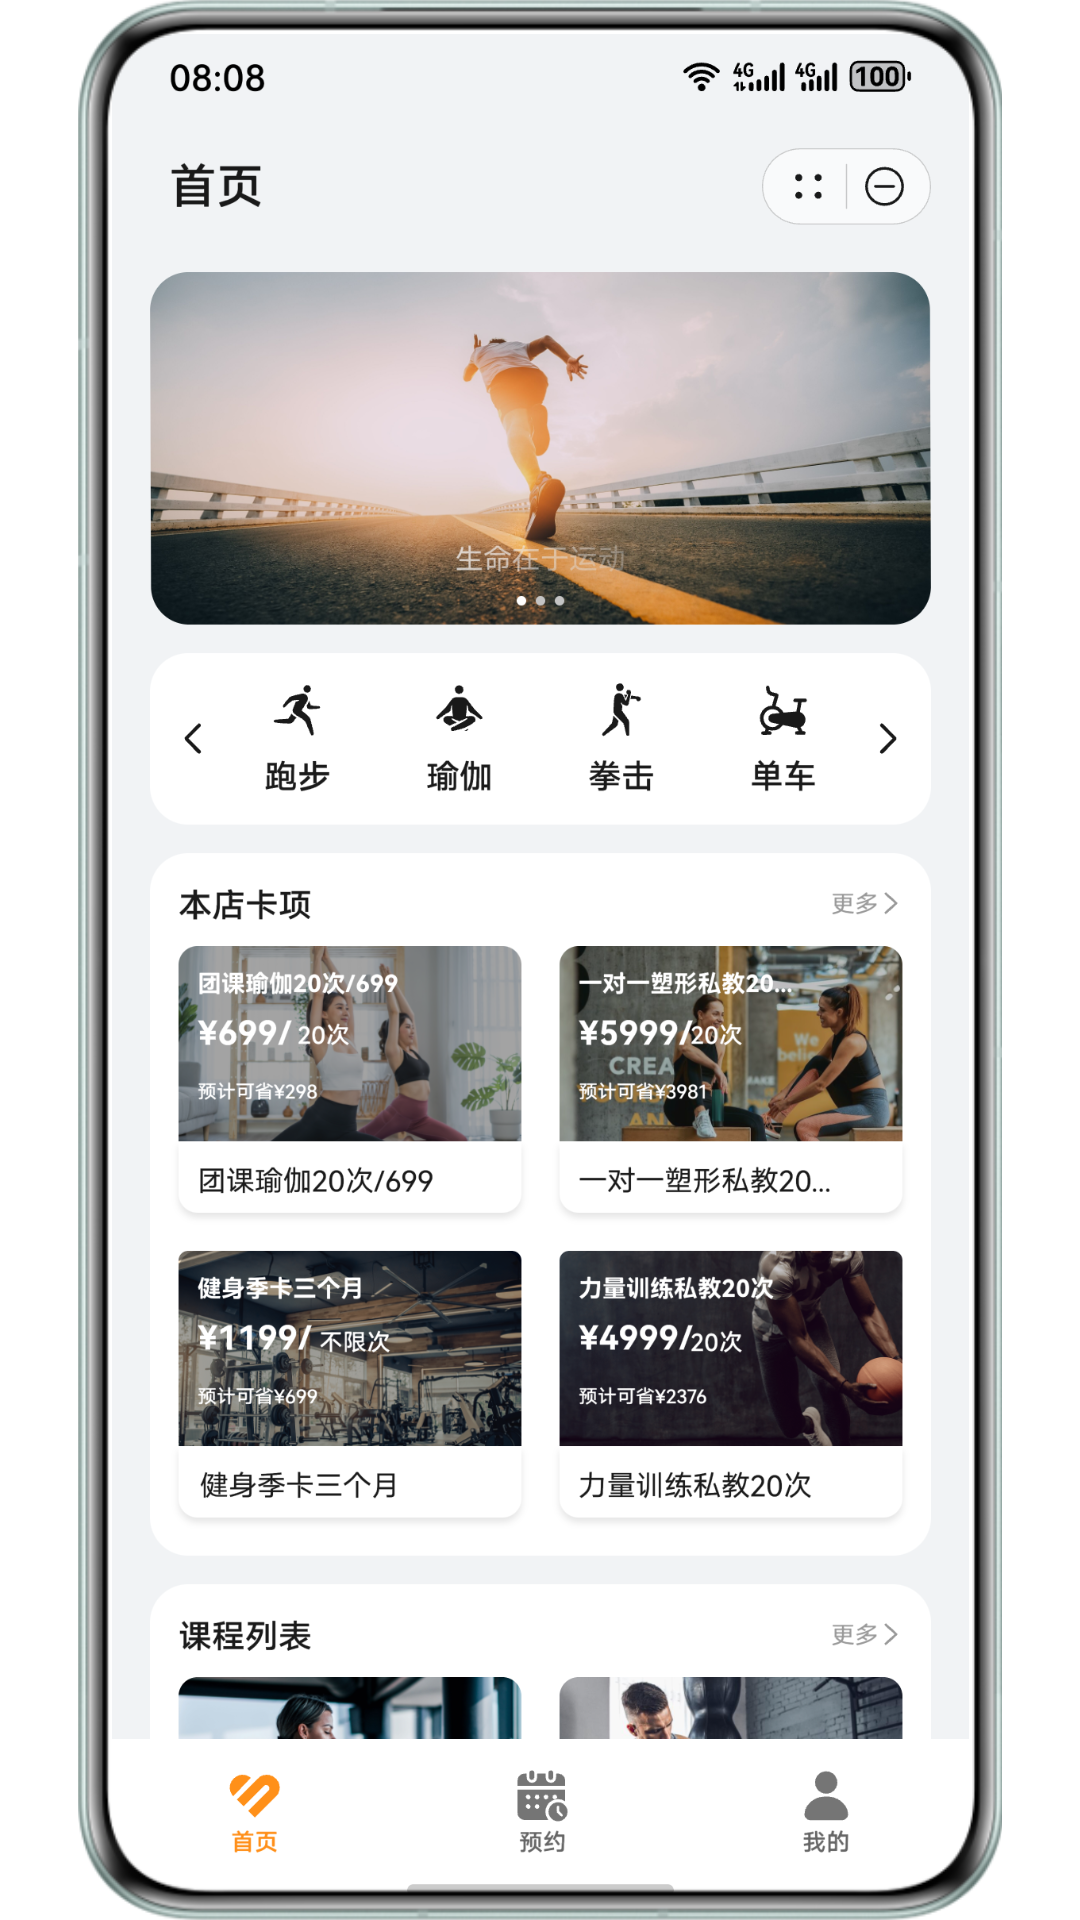 08:08
4G
4G
100
首页
生命在于运动
跑步
瑜伽
拳击
单车
本店卡项
更多
团课瑜伽20次/699
¥699/ 20次
预计可省¥298
团课瑜伽20次/699
一对一塑形私教20...
¥5999/20次
预计可省¥3981
一对一塑形私教20...
健身季卡三个月
¥1199/ 不限次
预计可省¥699
健身季卡三个月
力量训练私教20次
¥4999/20次
预计可省¥2376
力量训练私教20次
课程列表
更多
首页
预约
我的